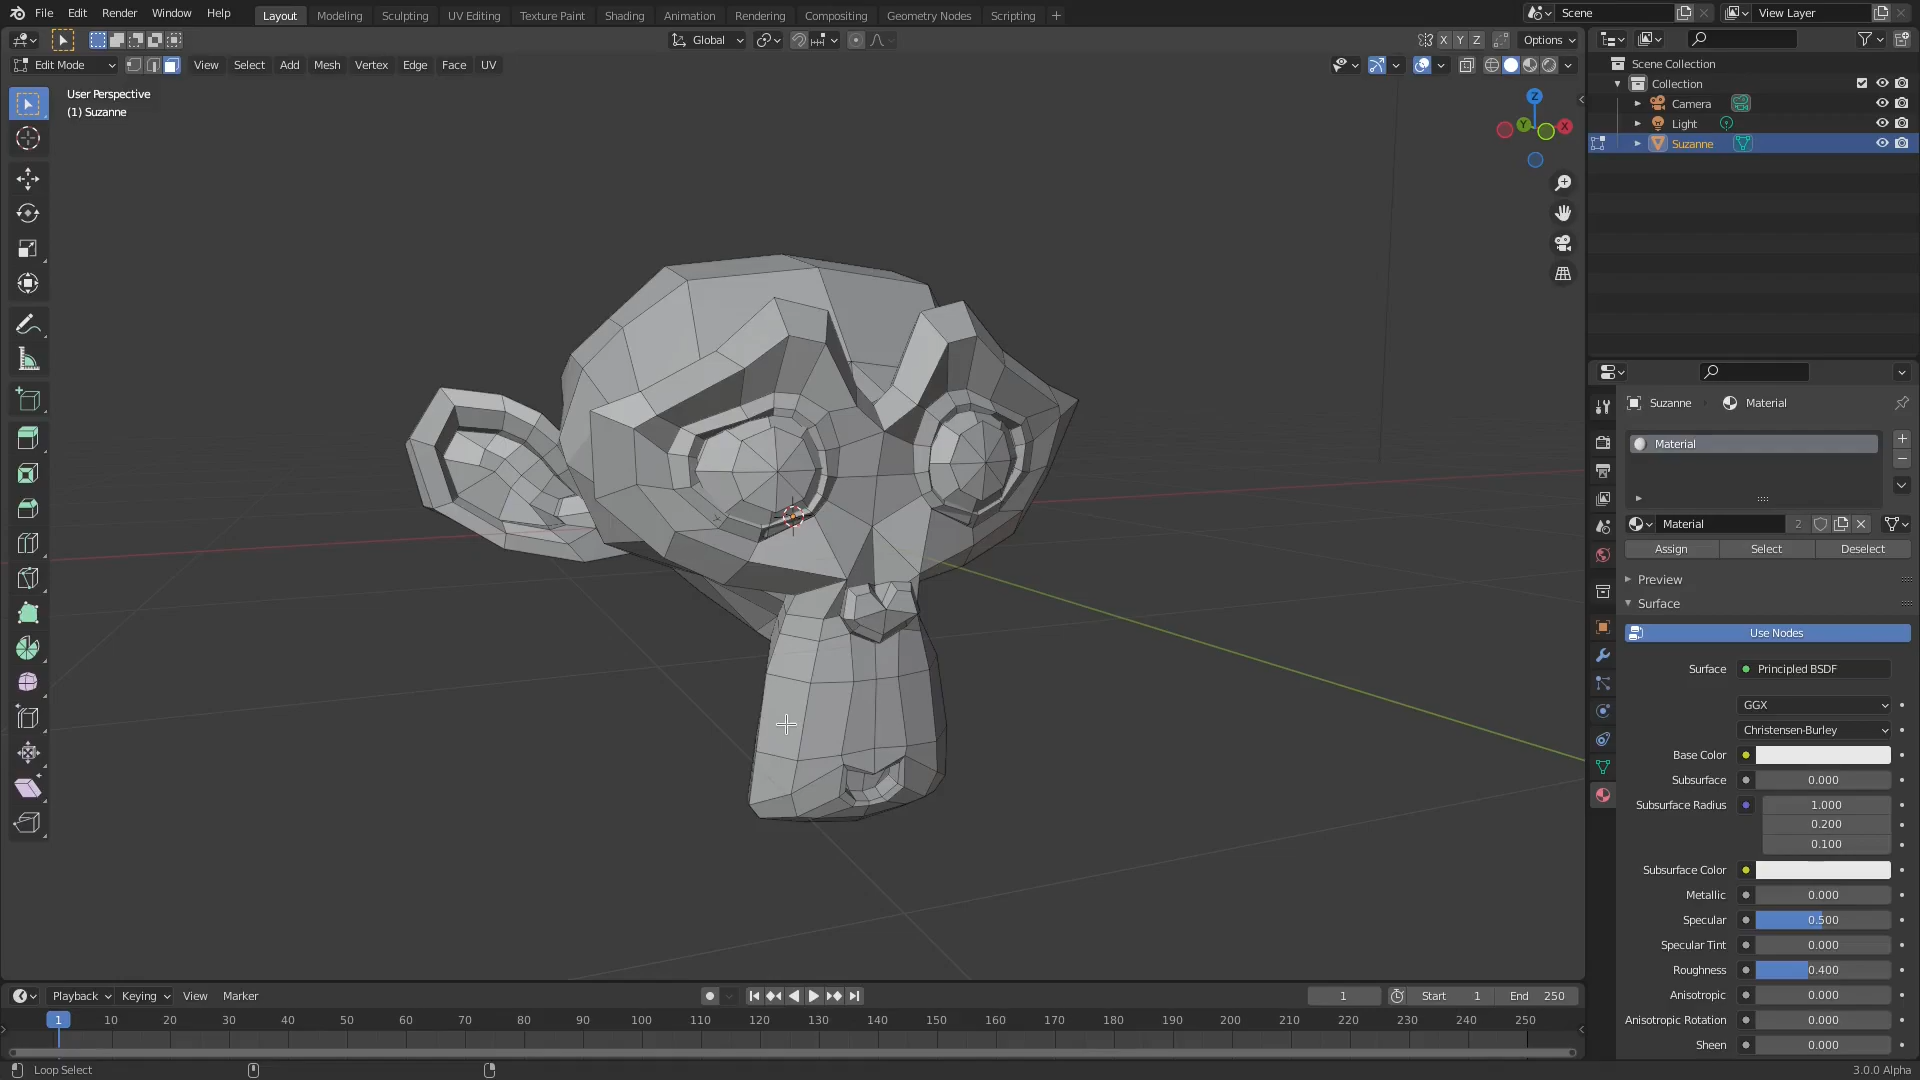 File Edit Render Window Help Layout Modeling Sculpting UV Editing Texture Paint Shading Animation Rendering Compositing Geometry Nodes Scripting + Scene View Layer
Global X Y Z Options
Edit Mode View Select Add Mesh Vertex Edge Face UV
User Perspective
(1) Suzanne
Z
Y
X
Scene Collection
Collection
Camera
Light
Suzanne
Suzanne Material
Material
Material 2
Assign Select Deselect
Preview
Surface
Use Nodes
Surface Principled BSDF
GGX
Christensen-Burley
Base Color
Subsurface 0.000
Subsurface Radius 1.000
0.200
0.100
Subsurface Color
Metallic 0.000
Specular 0.500
Specular Tint 0.000
Roughness 0.400
Anisotropic 0.000
Anisotropic Rotation 0.000
Sheen 0.000
Playback Keying View Marker 1 Start 1 End 250
1 10 20 30 40 50 60 70 80 90 100 110 120 130 140 150 160 170 180 190 200 210 220 230 240 250
Loop Select 3.0.0 Alpha